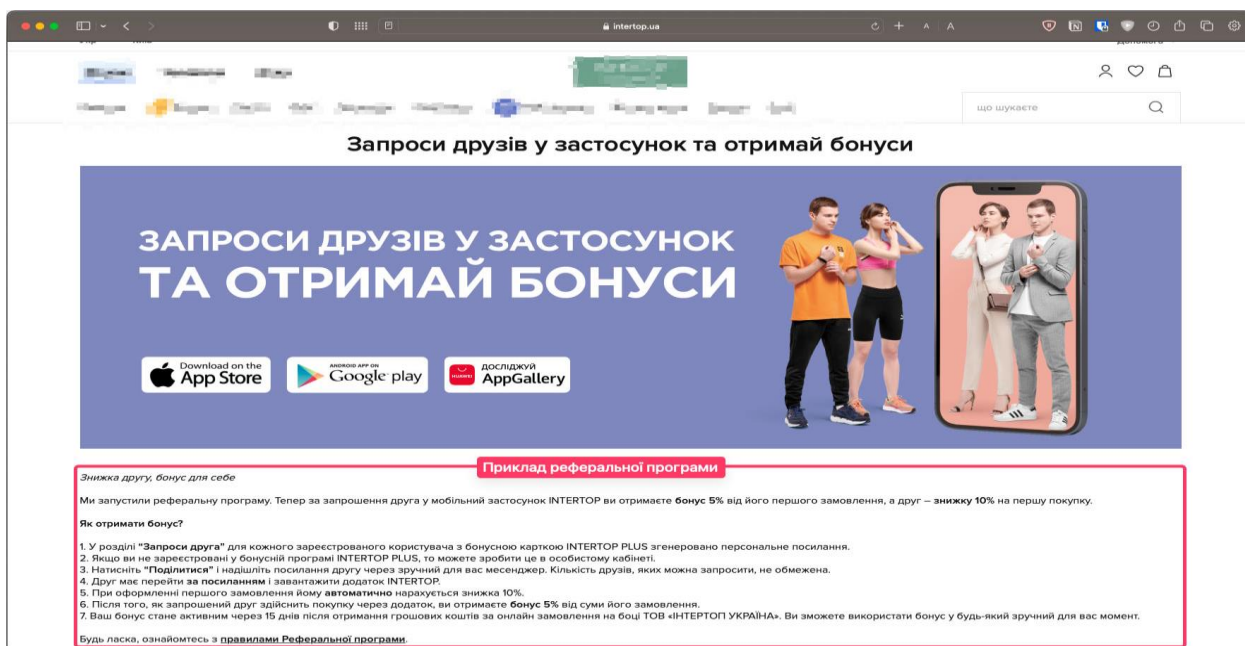 intertop.ua
A A
Укр Київ
Допомога
що шукаєте
Запроси друзів у застосунок та отримай бонуси
ЗАПРОСИ ДРУЗІВ У ЗАСТОСУНОК
ТА ОТРИМАЙ БОНУСИ
Download on the
App Store
ANDROID APP ON
Google play
HUAWEI
ДОСЛІДЖУЙ
AppGallery
Приклад реферальної програми
Знижка другу, бонус для себе
Ми запустили реферальну програму. Тепер за запрошення друга у мобільний застосунок INTERTOP ви отримаєте бонус 5% від його першого замовлення, а друг – знижку 10% на першу покупку.
Як отримати бонус?
1. У розділі "Запроси друга" для кожного зареєстрованого користувача з бонусною карткою INTERTOP PLUS згенеровано персональне посилання.
2. Якщо ви не зареєстровані у бонусній програмі INTERTOP PLUS, то можете зробити це в особистому кабінеті.
3. Натисніть "Поділитися" і надішліть посилання другу через зручний для вас месенджер. Кількість друзів, яких можна запросити, не обмежена.
4. Друг має перейти за посиланням і завантажити додаток INTERTOP.
5. При оформленні першого замовлення йому автоматично нарахується знижка 10%.
6. Після того, як запрошений друг здійснить покупку через додаток, ви отримаєте бонус 5% від суми його замовлення.
7. Ваш бонус стане активним через 15 днів після отримання грошових коштів за онлайн замовлення на боці ТОВ «ІНТЕРТОП УКРАЇНА». Ви зможете використати бонус у будь-який зручний для вас момент.
Будь ласка, ознайомтесь з правилами Реферальної програми.